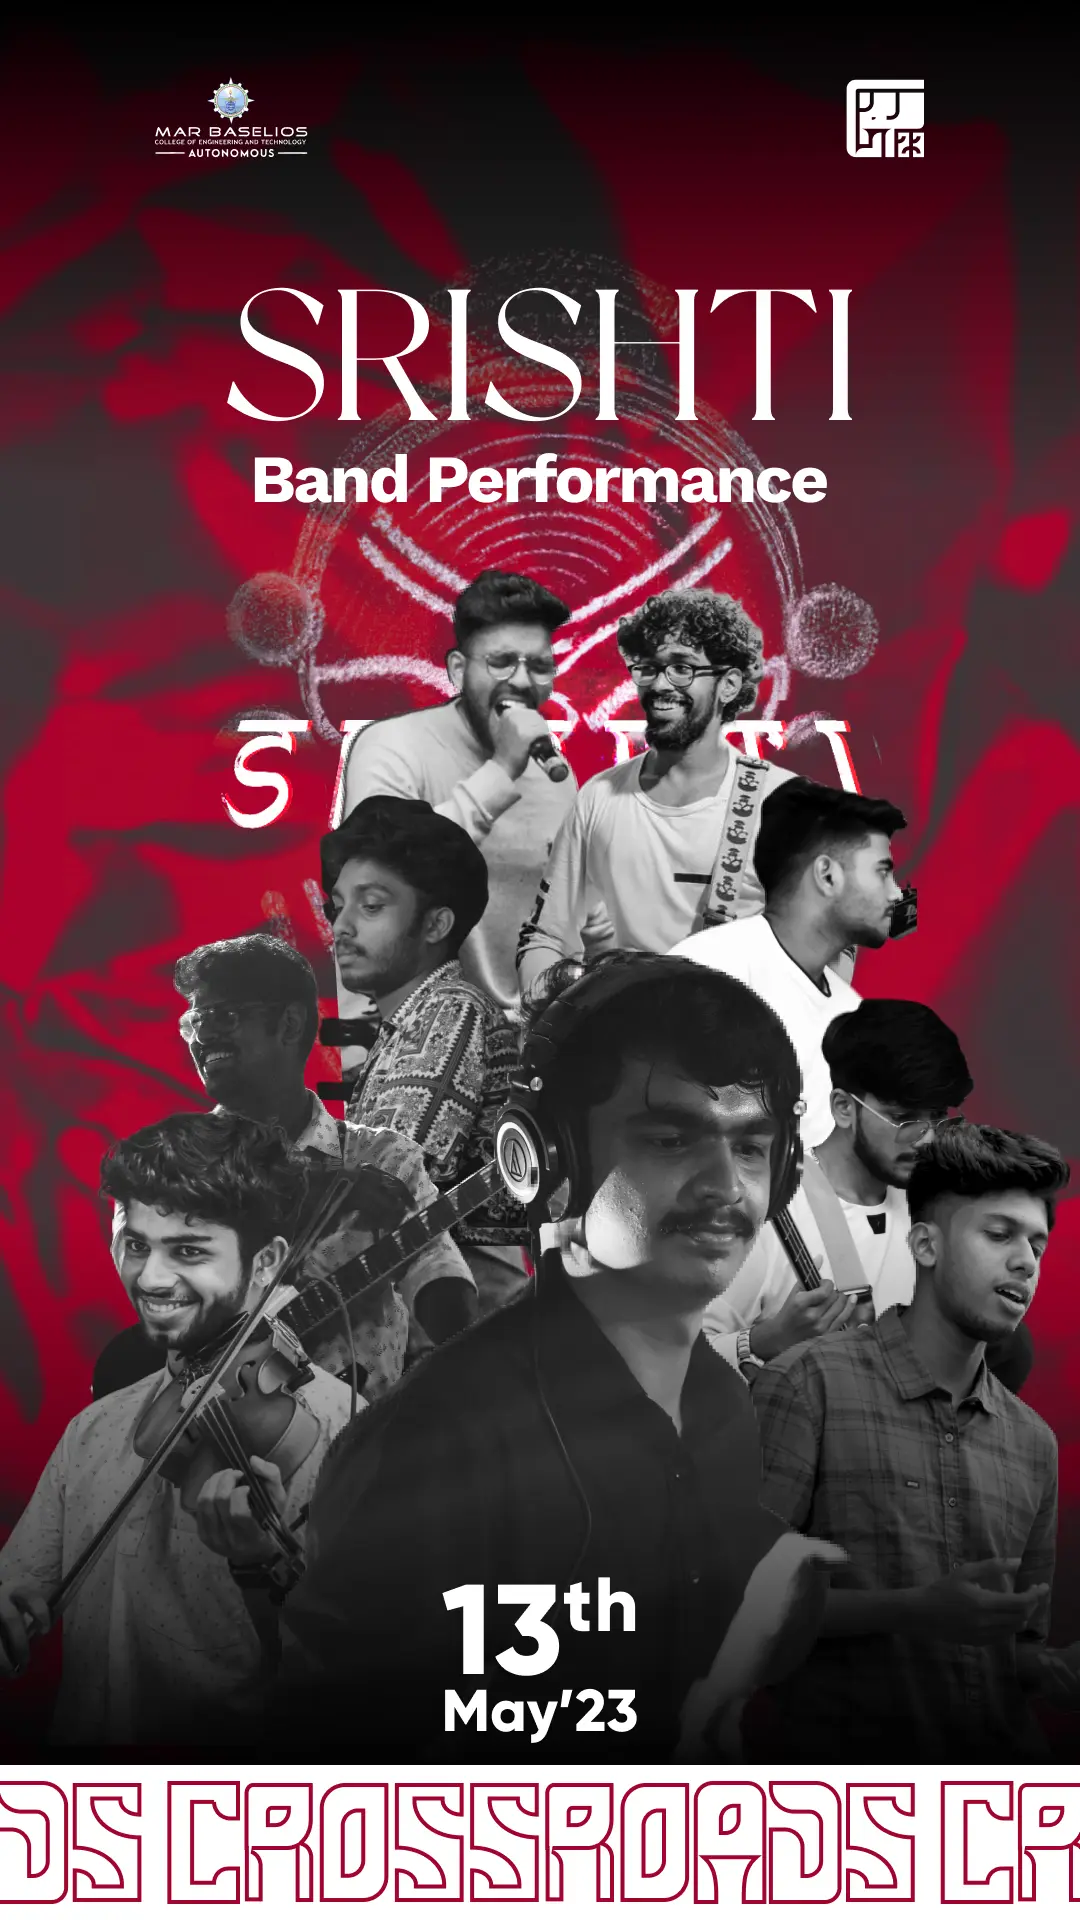 MAR BASELIOS
COLLEGE OF ENGINEERING AND TECHNOLOGY
AUTONOMOUS
SRISHTI
Band Performance
13th
May'23
DS CROSSROADS CR